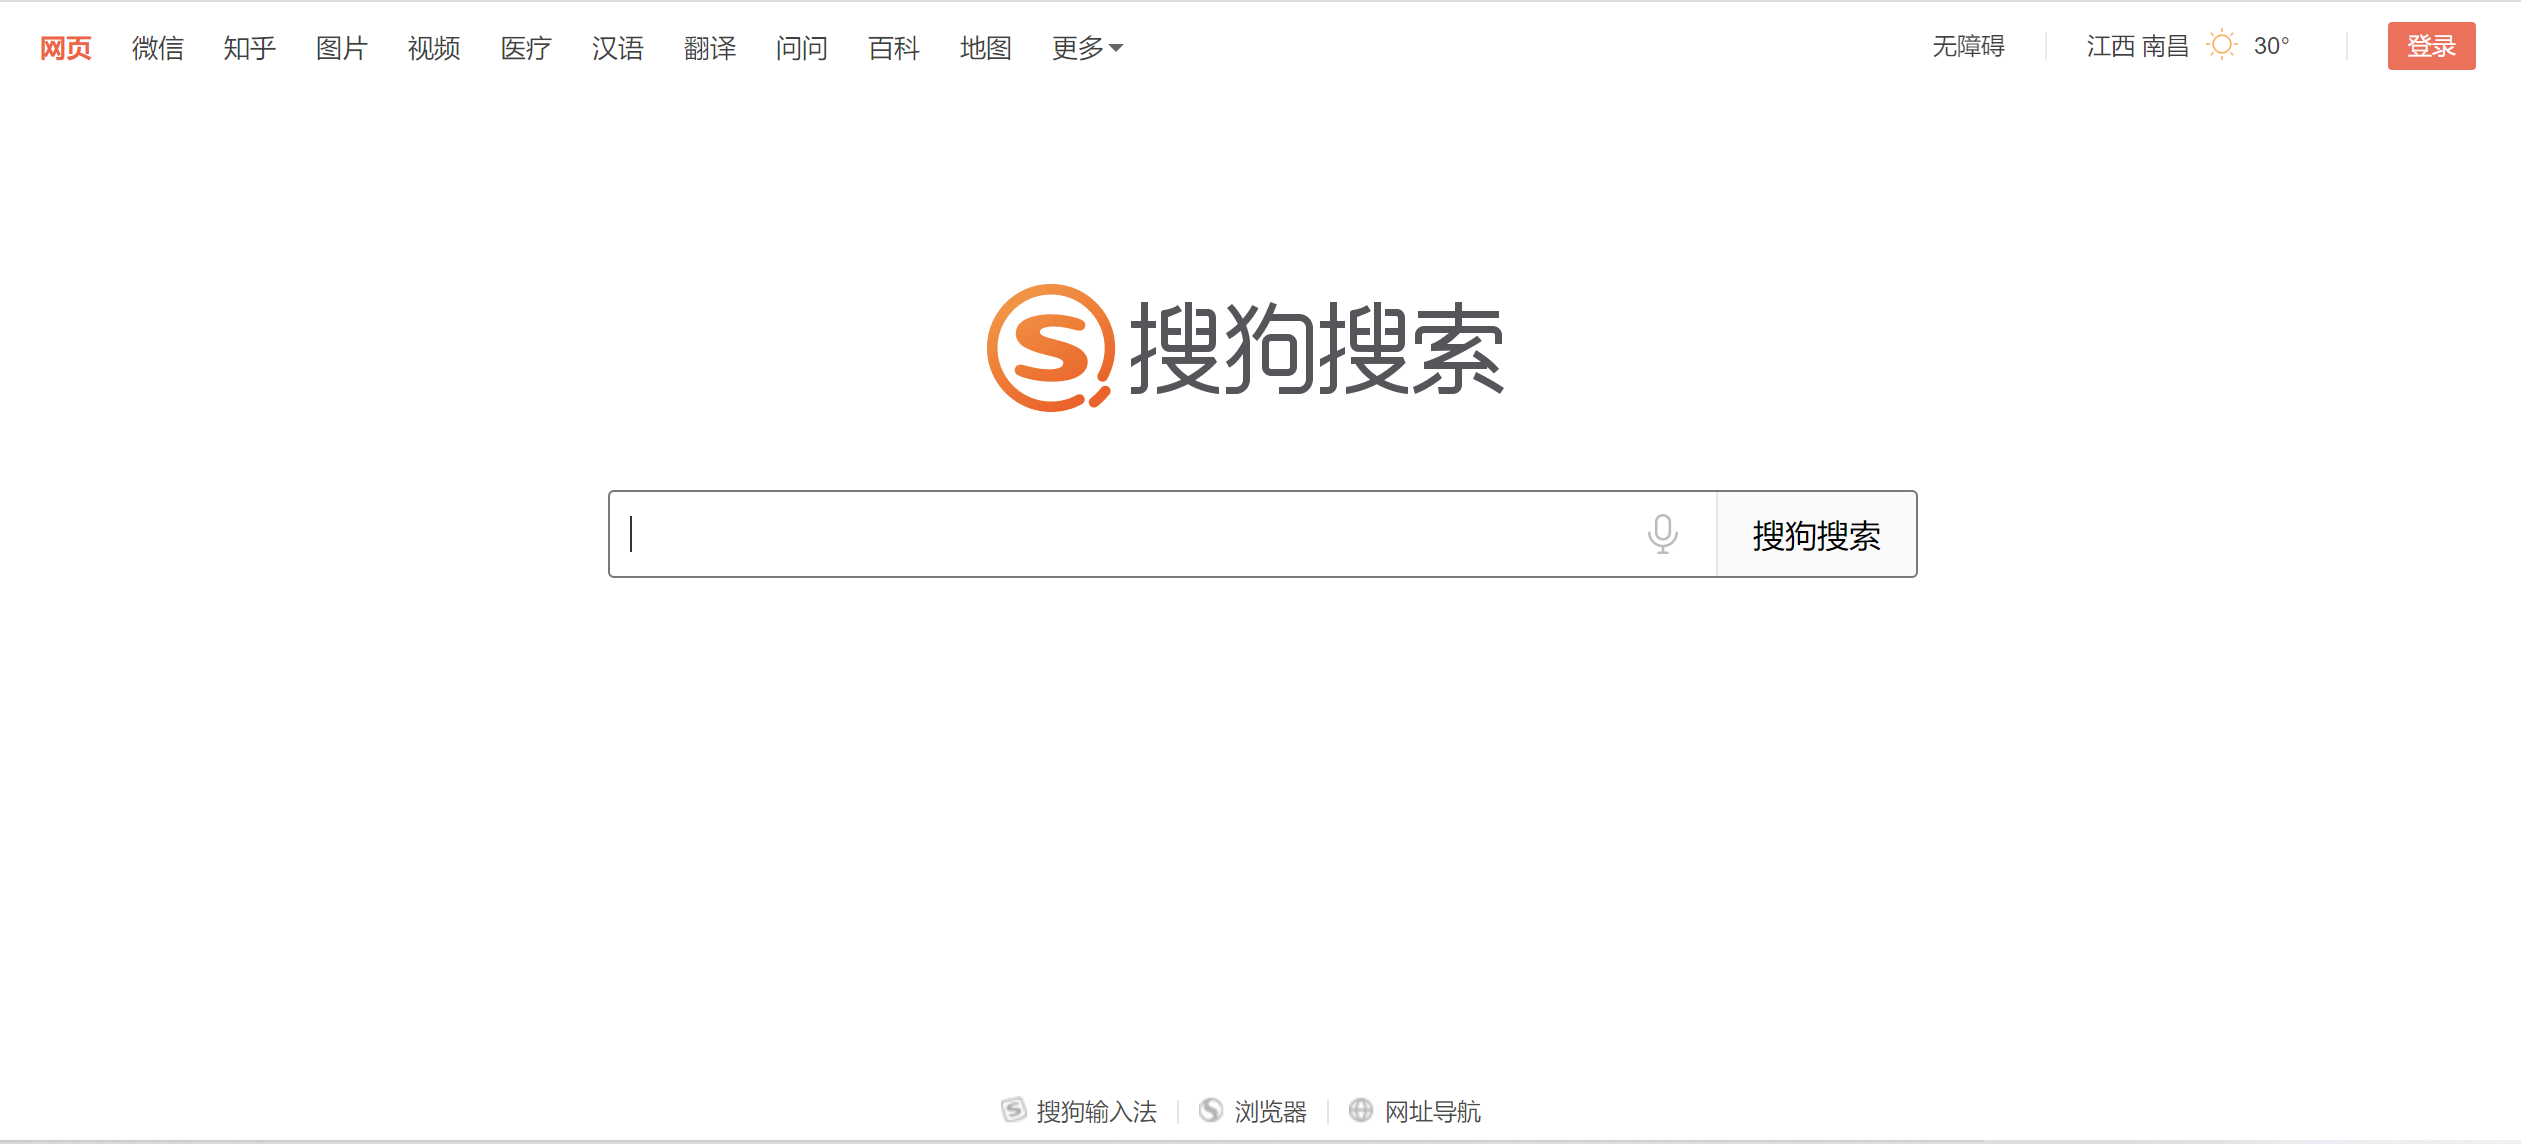 网页 微信 知乎 图片 视频 医疗 汉语 翻译 问问 百科 地图 更多 无障碍 江西 南昌 30° 登录
搜狗搜索
搜狗搜索
搜狗输入法 浏览器 网址导航